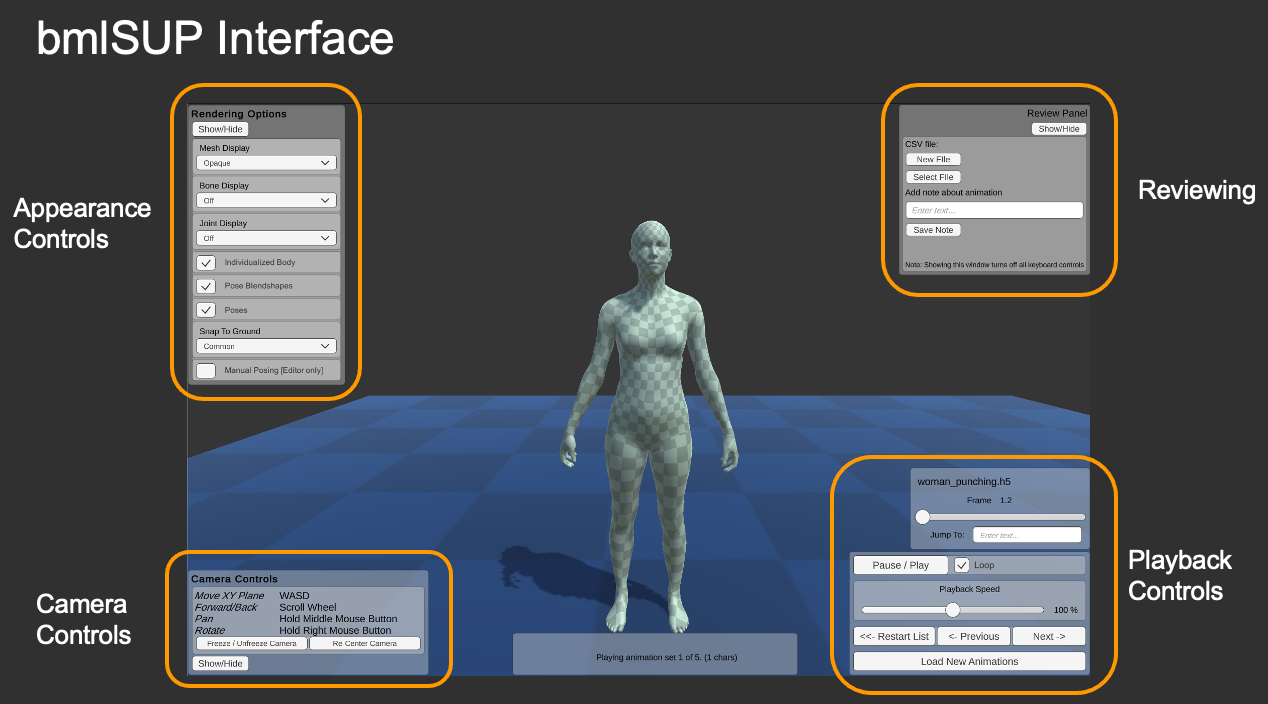 bmlSUP Interface
Appearance
Controls
Rendering Options
Show/Hide
Mesh Display
Opaque
Bone Display
Off
Joint Display
Off
Individualized Body
Pose Blendshapes
Poses
Snap To Ground
Common
Manual Posing [Editor only]
Review Panel
Show/Hide
CSV file:
New File
Select File
Add note about animation
Enter text...
Save Note
Note: Showing this window turns off all keyboard controls
Reviewing
Camera
Controls
Camera Controls
Move XY Plane WASD
Forward/Back Scroll Wheel
Pan Hold Middle Mouse Button
Rotate Hold Right Mouse Button
Freeze / Unfreeze Camera Re Center Camera
Show/Hide
Playing animation set 1 of 5. (1 chars)
woman_punching.h5
Frame 1.2
Jump To: Enter text...
Pause / Play Loop
Playback Speed
100 %
<<- Restart List <- Previous Next ->
Load New Animations
Playback
Controls